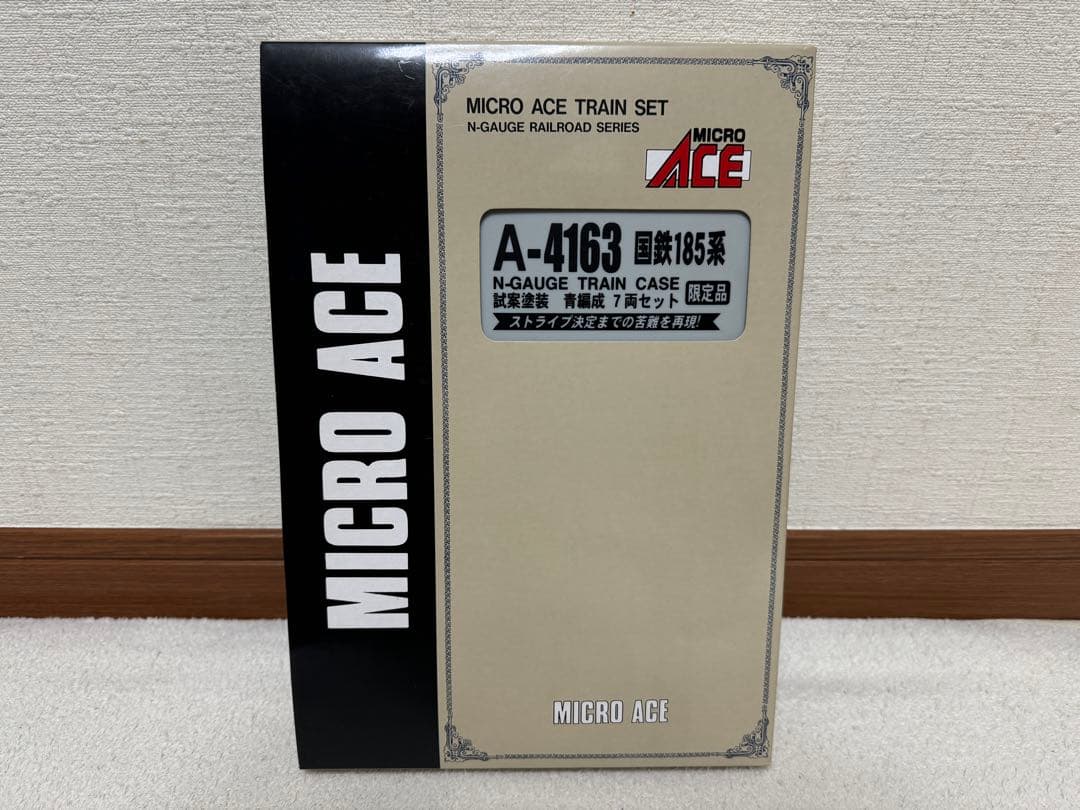 MICRO ACE
MICRO ACE TRAIN SET
N-GAUGE RAILROAD SERIES
MICRO
ACE
A-4163 国鉄185系
N-GAUGE TRAIN CASE
試案塗装 青編成 7両セット 限定品
ストライプ決定までの苦難を再現!
MICRO ACE